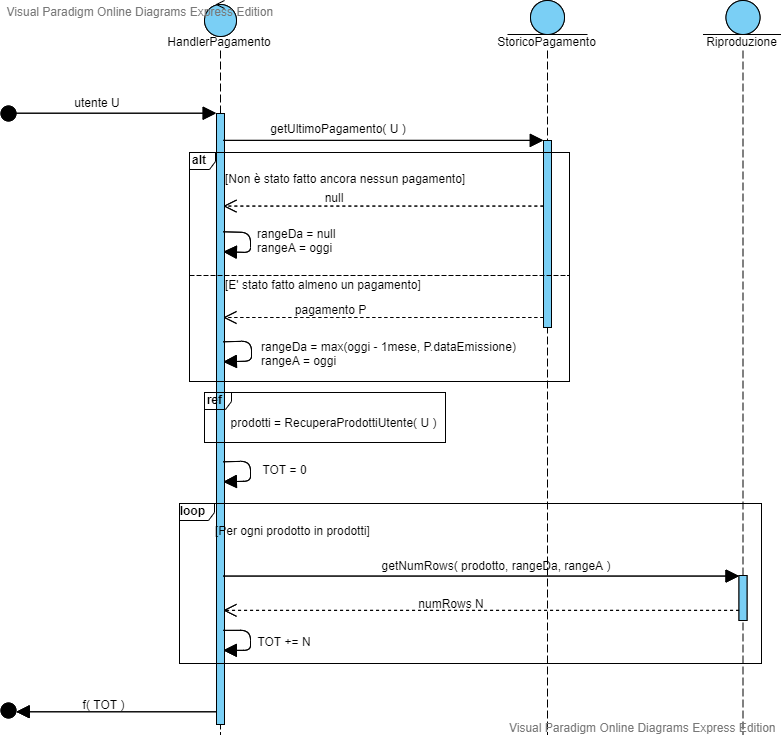 Visual Paradigm Online Diagrams Express Edition
HandlerPagamento
StoricoPagamento
Riproduzione
utente U
getUltimoPagamento( U )
alt
[Non è stato fatto ancora nessun pagamento]
null
rangeDa = null
rangeA = oggi
[E' stato fatto almeno un pagamento]
pagamento P
rangeDa = max(oggi - 1mese, P.dataEmissione)
rangeA = oggi
ref
prodotti = RecuperaProdottiUtente( U )
TOT = 0
loop
[Per ogni prodotto in prodotti]
getNumRows( prodotto, rangeDa, rangeA )
numRows N
TOT += N
f( TOT )
Visual Paradigm Online Diagrams Express Edition